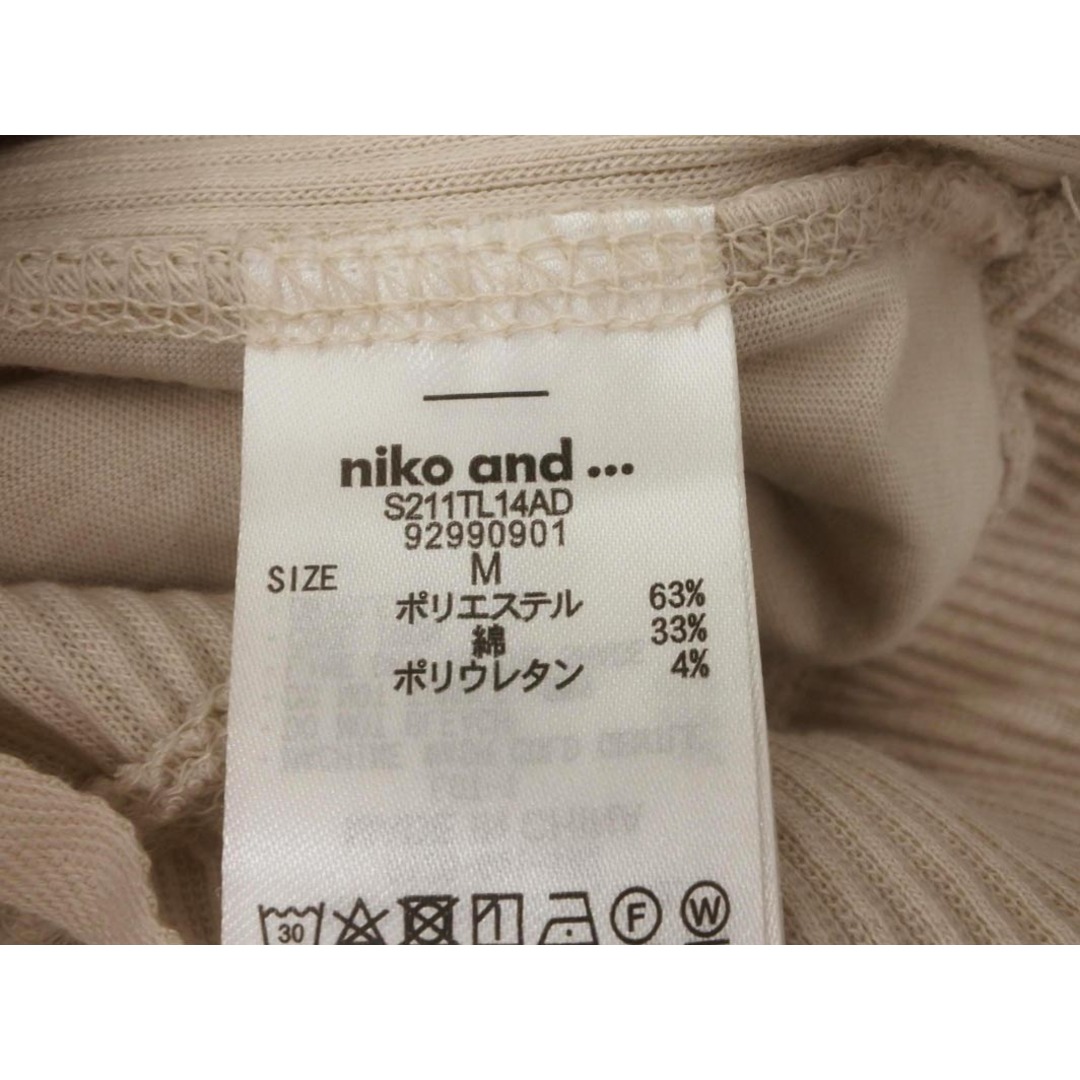 niko and ...
S211TL14AD
92990901
SIZE M
ポリエステル 63%
綿 33%
ポリウレタン 4%
30 F W